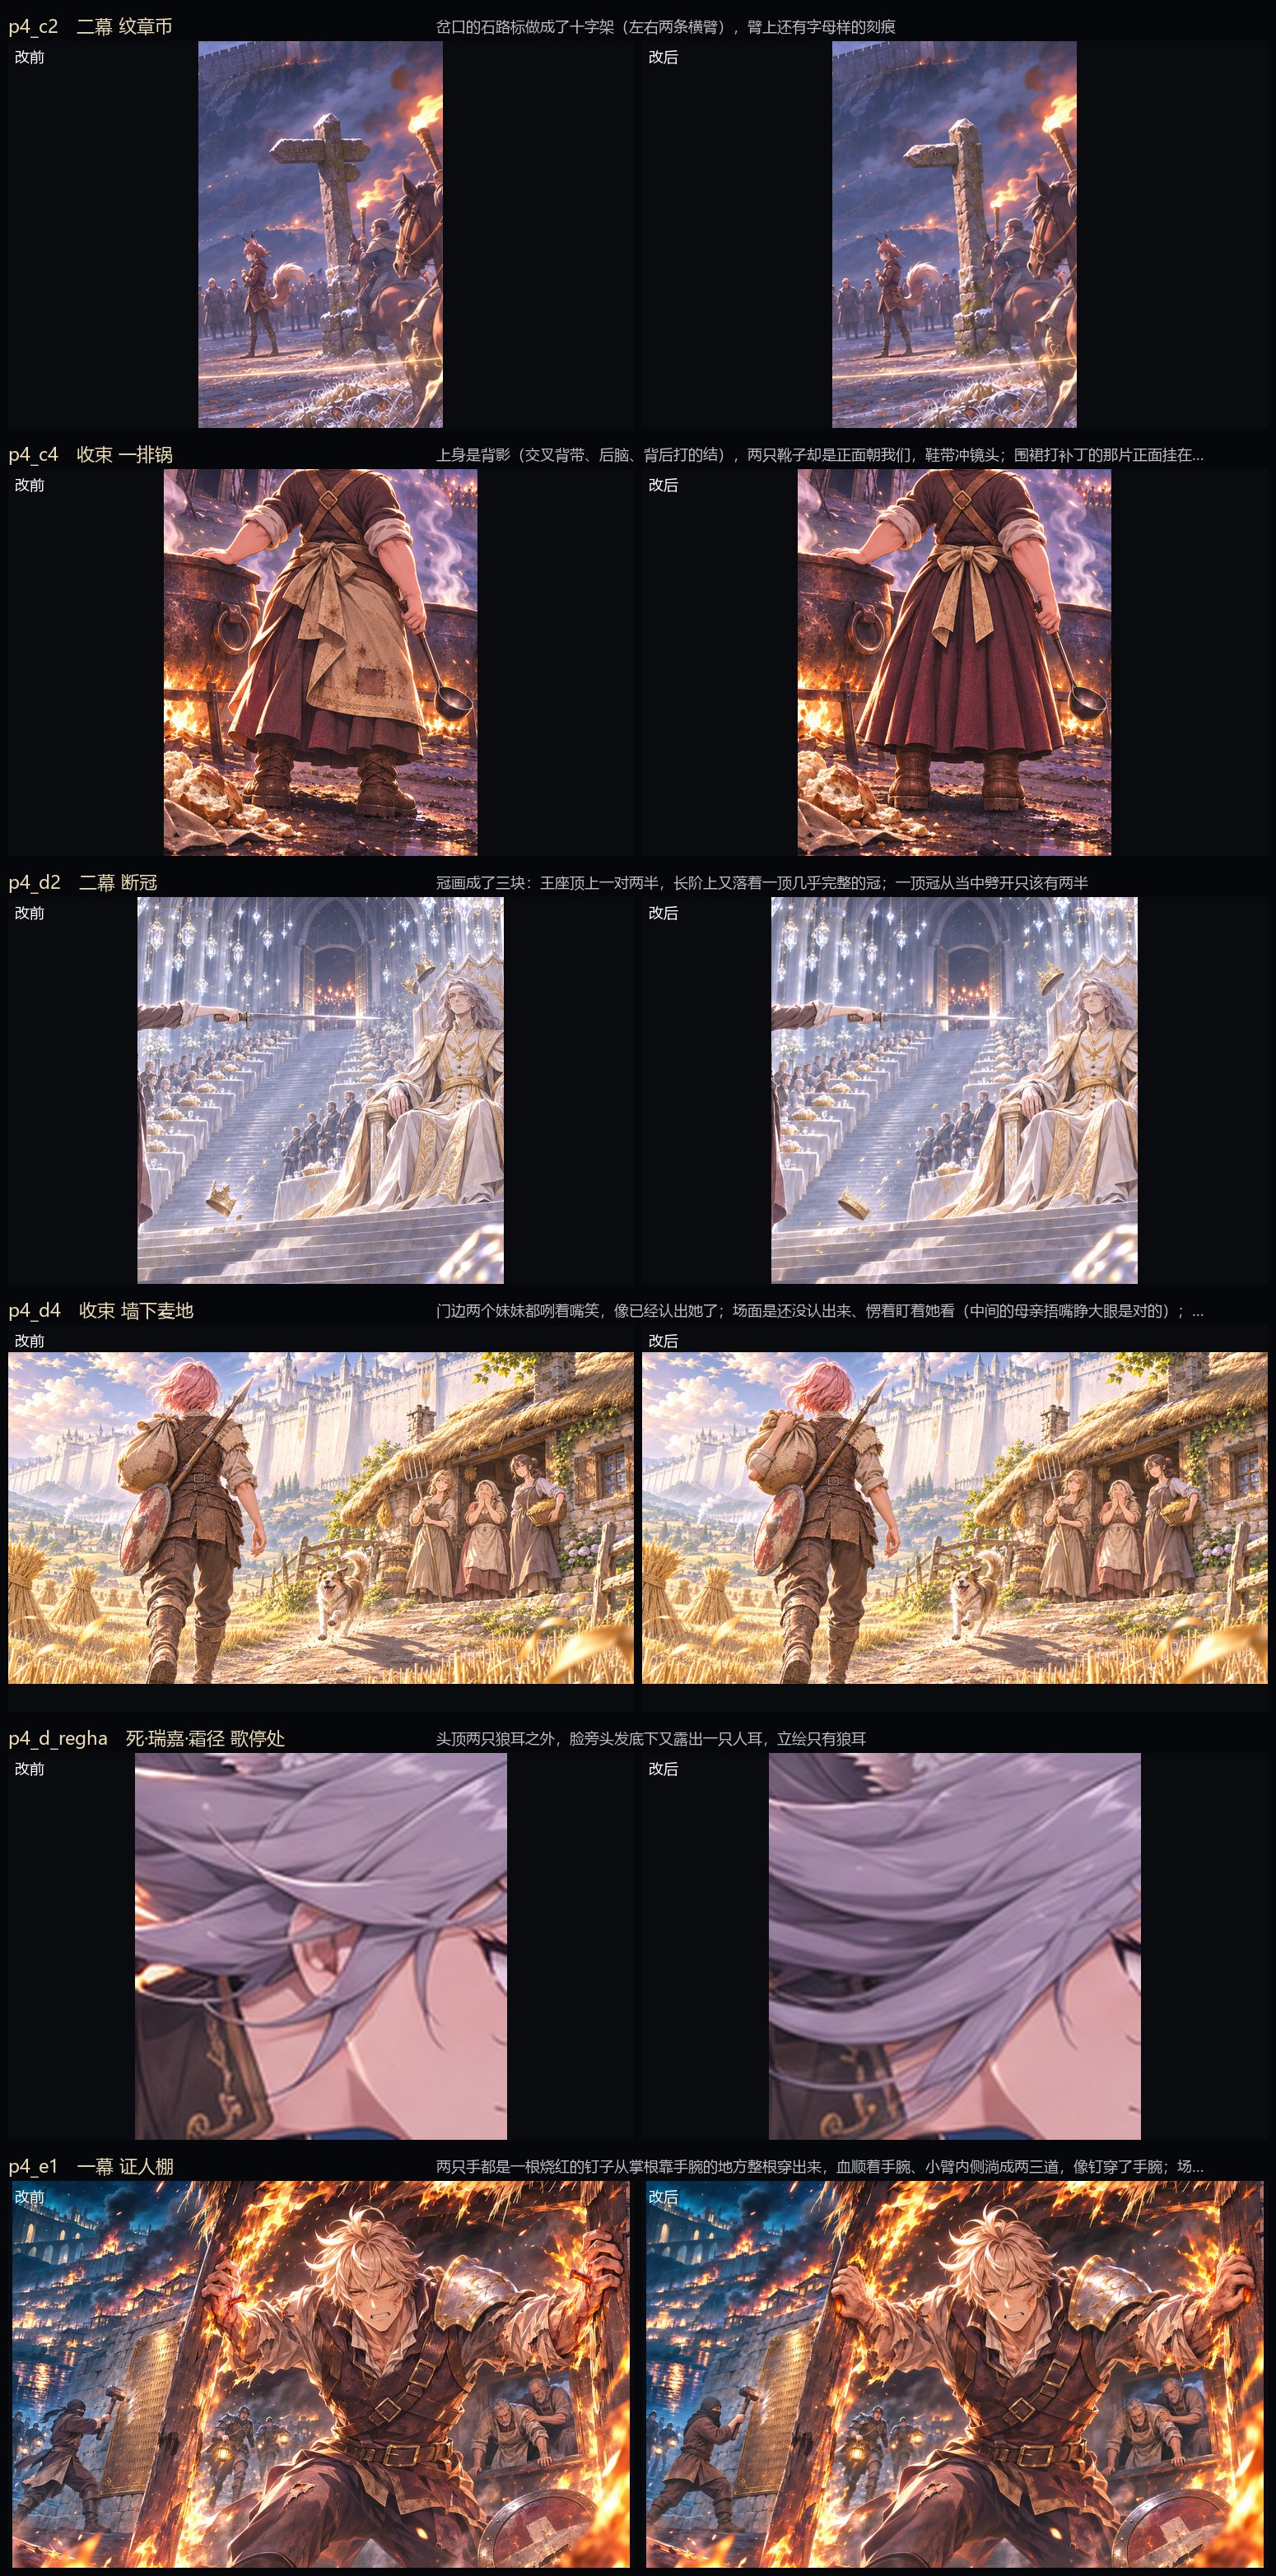 p4_c2 二幕 纹章币 岔口的石路标做成了十字架（左右两条横臂），臂上还有字母样的刻痕
改前 改后
p4_c4 收束 一排锅 上身是背影（交叉背带、后脑、背后打的结），两只靴子却是正面朝我们，鞋带冲镜头；围裙打补丁的那片正面挂在…
改前 改后
p4_d2 二幕 断冠 冠画成了三块：王座顶上一对两半，长阶上又落着一顶几乎完整的冠；一顶冠从当中劈开只该有两半
改前 改后
p4_d4 收束 墙下麦地 门边两个妹妹都咧着嘴笑，像已经认出她了；场面是还没认出来、愣着盯着她看（中间的母亲捂嘴睁大眼是对的）；…
改前 改后
p4_d_regha 死·瑞嘉·霜径 歌停处 头顶两只狼耳之外，脸旁头发底下又露出一只人耳，立绘只有狼耳
改前 改后
p4_e1 一幕 证人棚 两只手都是一根烧红的钉子从掌根靠手腕的地方整根穿出来，血顺着手腕、小臂内侧淌成两三道，像钉穿了手腕；场…
改前 改后